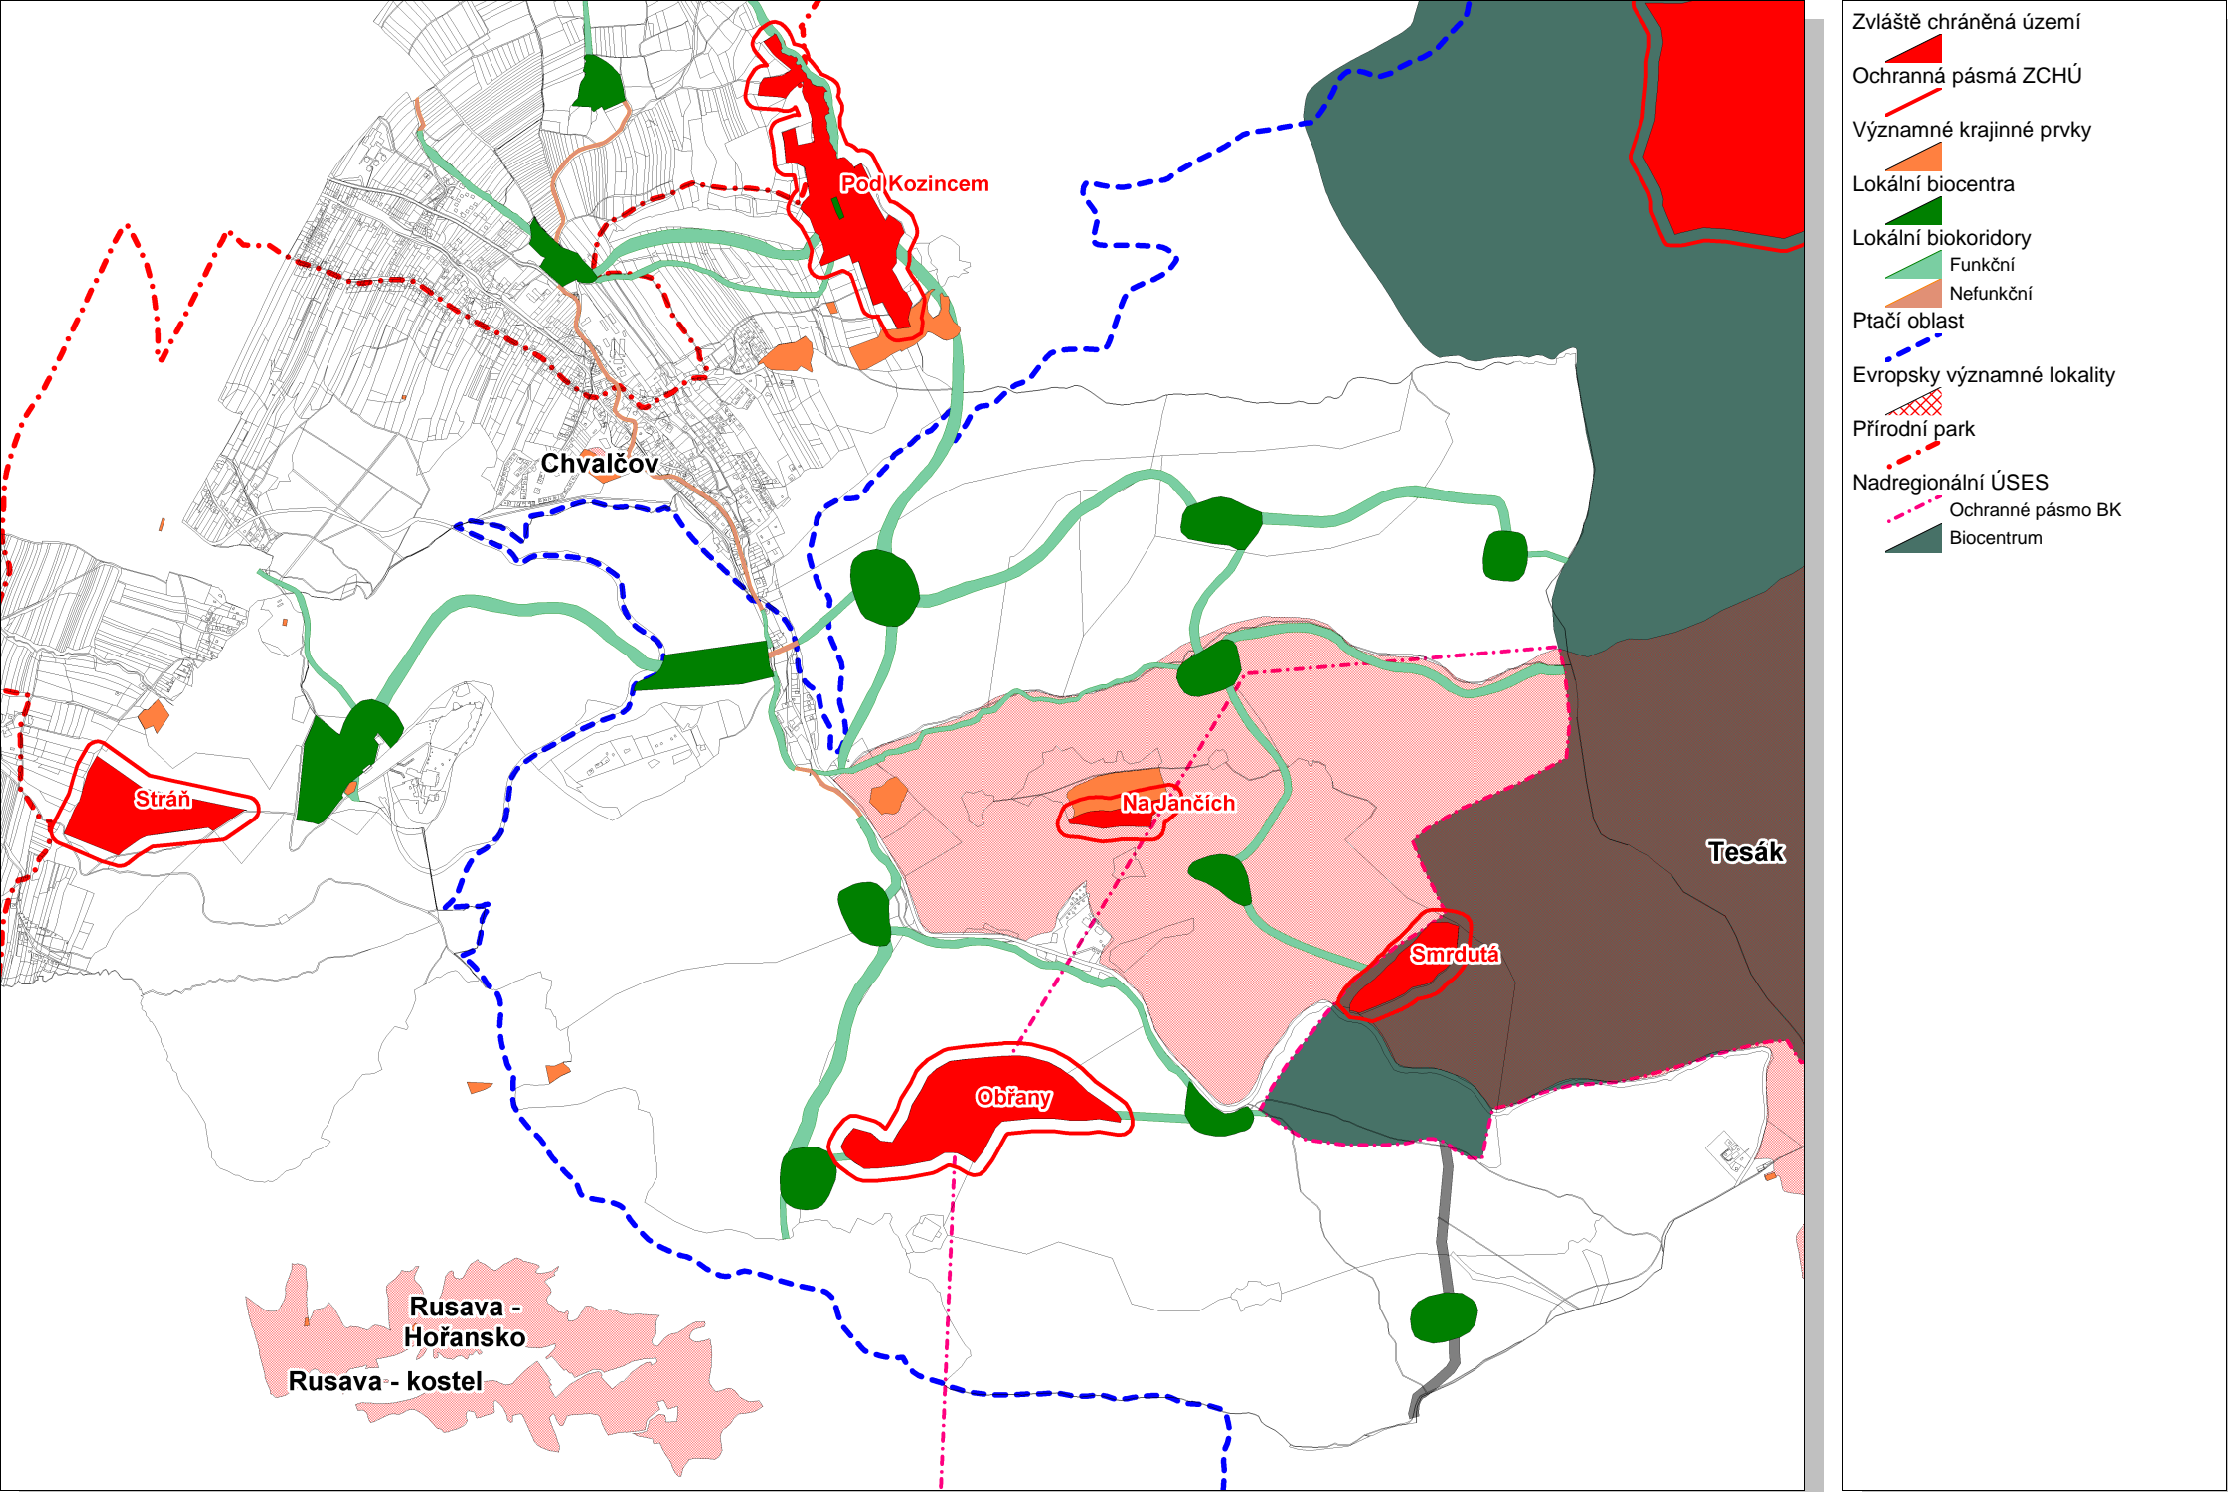 Pod Kozincem
Chvalčov
Stráň
Na Jančích
Tesák
Smrdutá
Obřany
Rusava -
Hořansko
Rusava - kostel
Zvláště chráněná území
Ochranná pásmá ZCHÚ
Významné krajinné prvky
Lokální biocentra
Lokální biokoridory
Funkční
Nefunkční
Ptačí oblast
Evropsky významné lokality
Přírodní park
Nadregionální ÚSES
Ochranné pásmo BK
Biocentrum